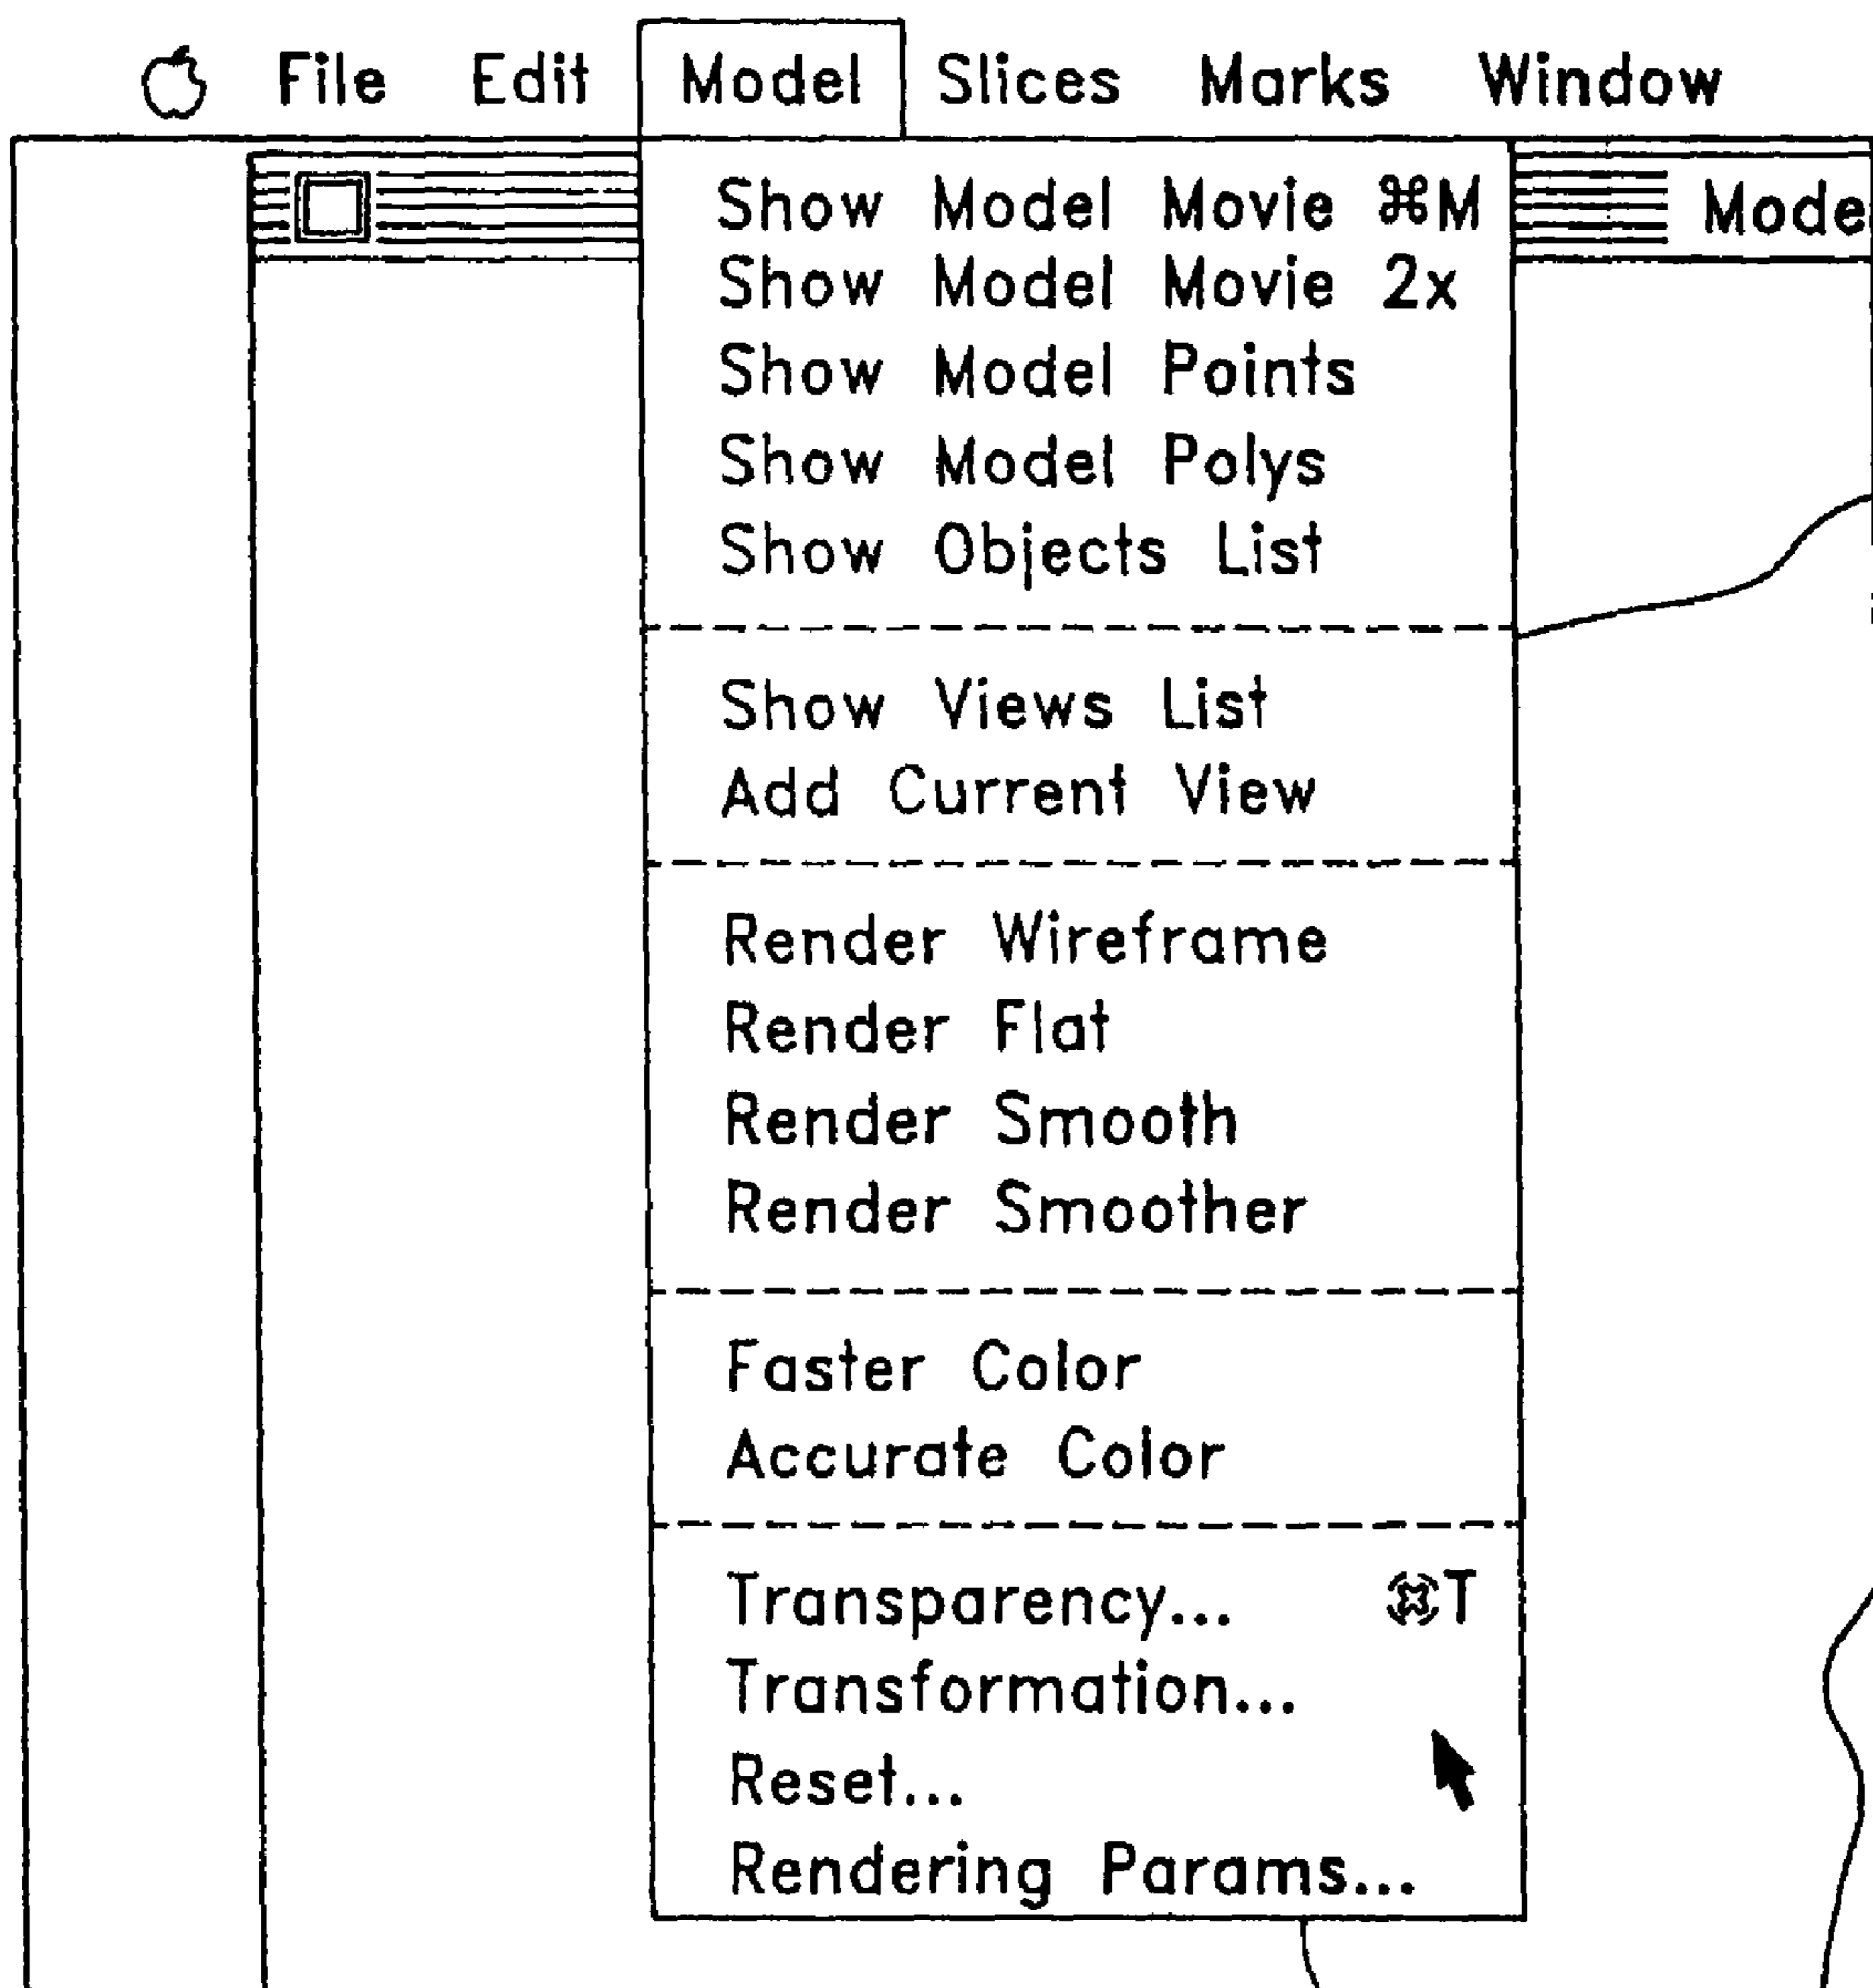 File Edit Model Slices Marks Window
Show Model Movie ⌘M
Mode
Show Model Movie 2x
Show Model Points
Show Model Polys
Show Objects List
Show Views List
Add Current View
Render Wireframe
Render Flat
Render Smooth
Render Smoother
Faster Color
Accurate Color
Transparency... ⌘T
Transformation...
Reset...
Rendering Params...